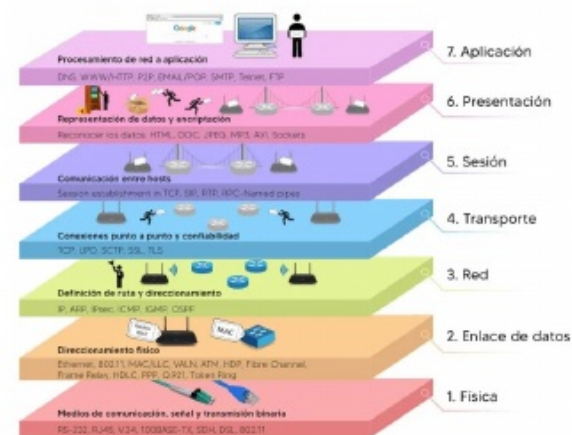 Google
Procesamiento de red a aplicación
DNS, WWW/HTTP, P2P, EMAIL/POP, SMTP, Telnet, FTP
7. Aplicación
Representación de datos y encriptación
Reconocer los datos: HTML, DOC, JPEG, MP3, AVI, Sockets
6. Presentación
Comunicación entre hosts
Session establishment in TCP, SIP, RTP, RPC-Named pipes
5. Sesión
Conexiones punto a punto y confiabilidad
TCP, UPD, SCTP, SSL, TLS
4. Transporte
Definición de ruta y direccionamiento
IP, ARP, IPsec, ICMP, IGMP, OSPF
3. Red
MAC
Direccionamiento físico
Ethernet, 802.11, MAC/LLC, VALN, ATM, HDP, Fibre Channel,
Frame Relay, HDLC, PPP, Q.921, Token Ring
2. Enlace de datos
Medios de comunicación, señal y transmisión binaria
RS-232, RJ45, V.34, 100BASE-TX, SDH, DSL, 802.11
1. Física